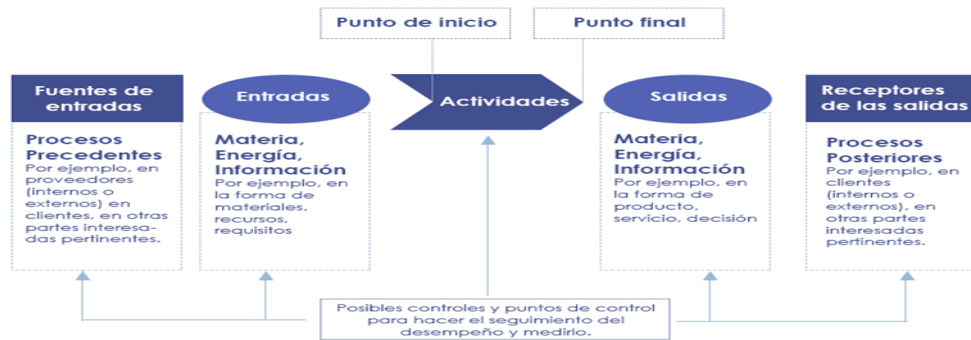 Punto de inicio
Punto final
Fuentes de
entradas
Entradas
Actividades
Salidas
Receptores
de las salidas
Procesos
Precedentes
Por ejemplo, en
proveedores
(internos o
externos) en
clientes, en otras
partes interesa-
das pertinentes.
Materia,
Energía,
Información
Por ejemplo, en
la forma de
materiales,
recursos,
requisitos
Materia,
Energía,
Información
Por ejemplo, en
la forma de
producto,
servicio, decisión
Procesos
Posteriores
Por ejemplo, en
clientes
(internos o
externos), en
otras partes
interesadas
pertinentes.
Posibles controles y puntos de control
para hacer el seguimiento del
desempeño y medirlo.